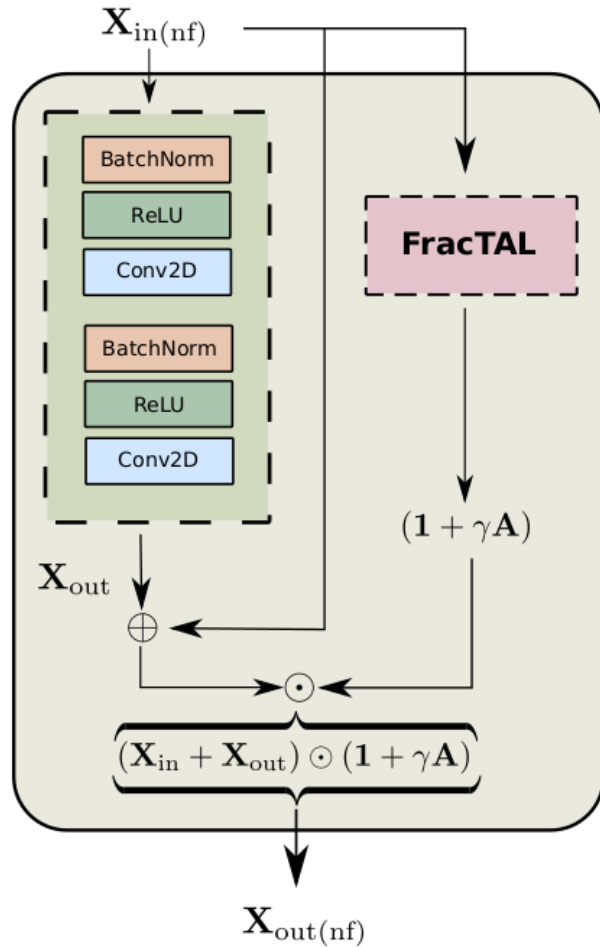 X_in(nf)
BatchNorm
ReLU
Conv2D
BatchNorm
ReLU
Conv2D
FracTAL
(1 + γA)
X_out
⊕
⊙
(X_in + X_out) ⊙ (1 + γA)
X_out(nf)